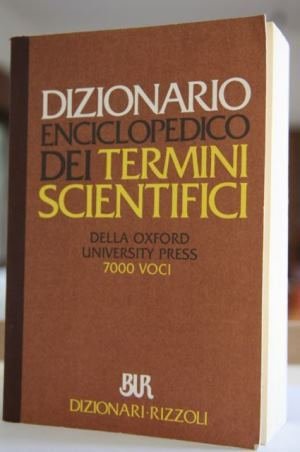 DIZIONARIO
ENCICLOPEDICO
DEI TERMINI
SCIENTIFICI
DELLA OXFORD
UNIVERSITY PRESS
7000 VOCI
BUR
DIZIONARI·RIZZOLI